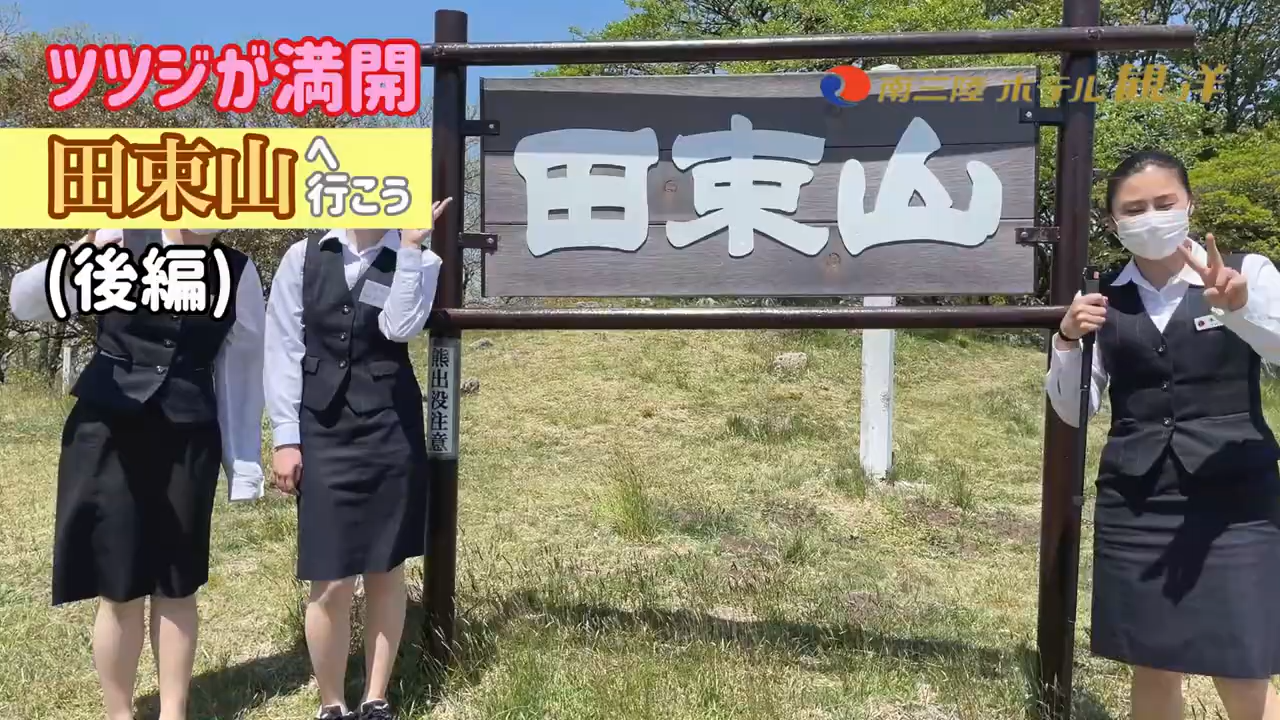 ツツジが満開
田束山へ行こう
(後編)
南三陸 ホテル 観洋
田束山
熊出没注意